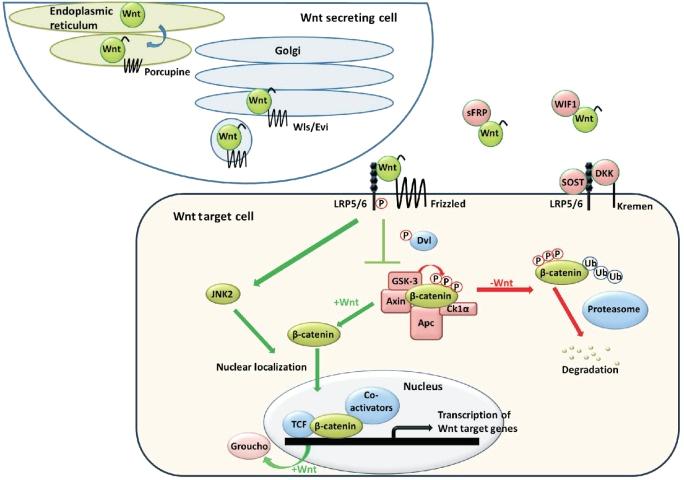 Endoplasmic
reticulum
Wnt
Wnt secreting cell
Wnt
Porcupine
Golgi
Wnt
Wls/Evi
Wnt
sFRP
Wnt
WIF1
Wnt
Wnt
LRP5/6
P
Frizzled
SOST
DKK
LRP5/6
Kremen
Wnt target cell
P
Dvl
JNK2
GSK-3
P
P
P
β-catenin
Axin
Ck1α
Apc
+Wnt
-Wnt
P
P
P
β-catenin
Ub
Ub
Ub
Proteasome
Degradation
β-catenin
Nuclear localization
Nucleus
Co-
activators
TCF
β-catenin
Transcription of
Wnt target genes
Groucho
+Wnt